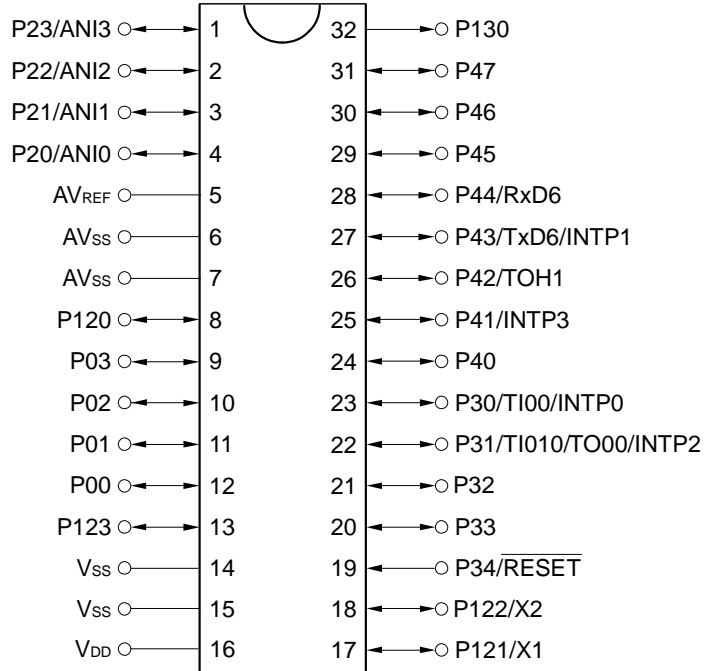 P23/ANI3 1 32 P130
P22/ANI2 2 31 P47
P21/ANI1 3 30 P46
P20/ANI0 4 29 P45
AVREF 5 28 P44/RxD6
AVSS 6 27 P43/TxD6/INTP1
AVSS 7 26 P42/TOH1
P120 8 25 P41/INTP3
P03 9 24 P40
P02 10 23 P30/TI00/INTP0
P01 11 22 P31/TI010/TO00/INTP2
P00 12 21 P32
P123 13 20 P33
VSS 14 19 P34/RESET
VSS 15 18 P122/X2
VDD 16 17 P121/X1